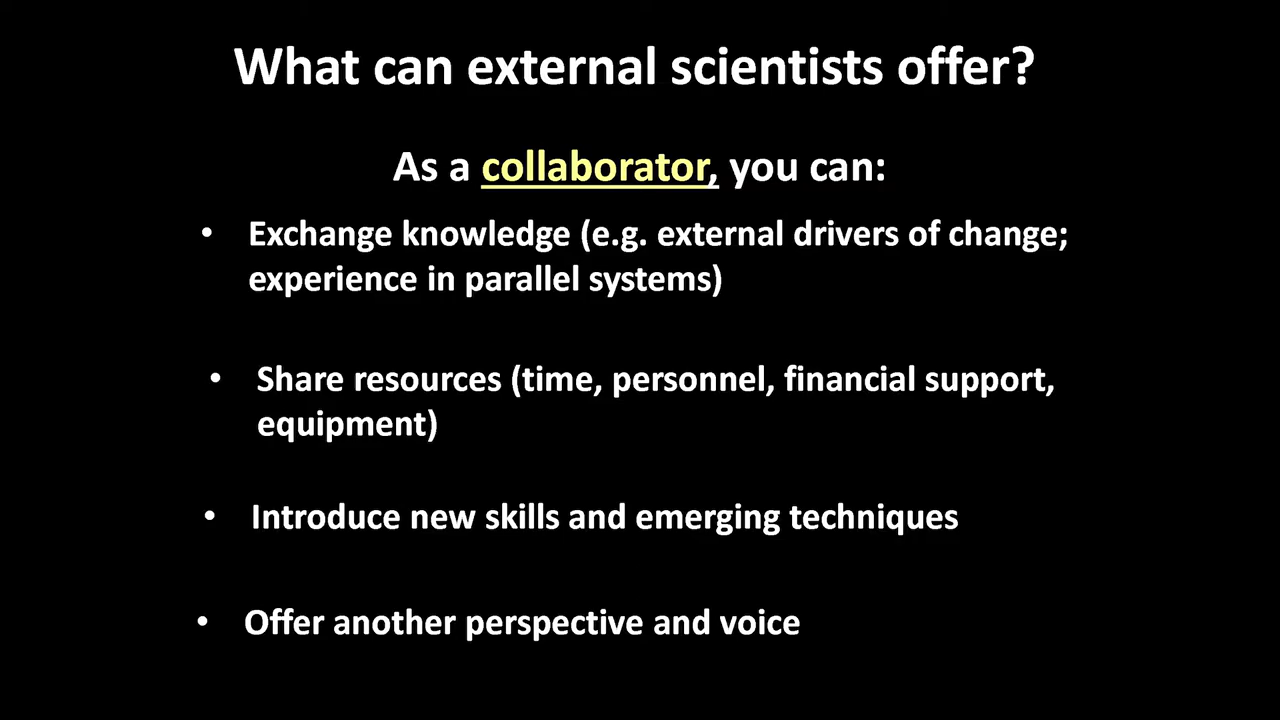 What can external scientists offer?
As a collaborator, you can:
• Exchange knowledge (e.g. external drivers of change;
experience in parallel systems)
• Share resources (time, personnel, financial support,
equipment)
• Introduce new skills and emerging techniques
• Offer another perspective and voice